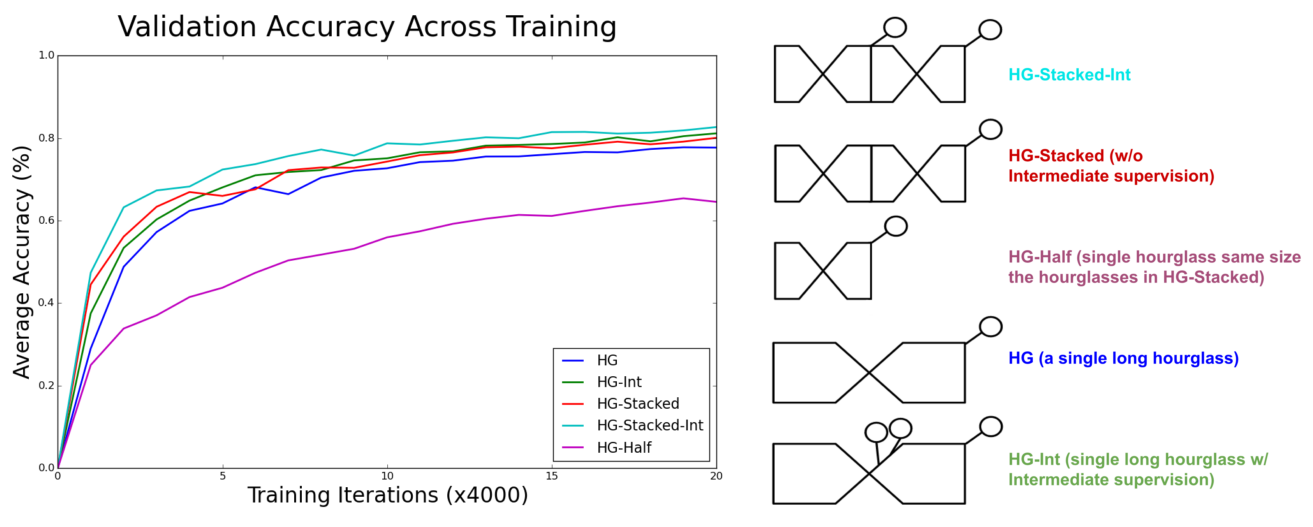 Validation Accuracy Across Training
Average Accuracy (%)
1.0
0.8
0.6
0.4
0.2
0.0
0
5
10
15
20
Training Iterations (x4000)
HG
HG-Int
HG-Stacked
HG-Stacked-Int
HG-Half
HG-Stacked-Int
HG-Stacked (w/o
Intermediate supervision)
HG-Half (single hourglass same size
the hourglasses in HG-Stacked)
HG (a single long hourglass)
HG-Int (single long hourglass w/
Intermediate supervision)